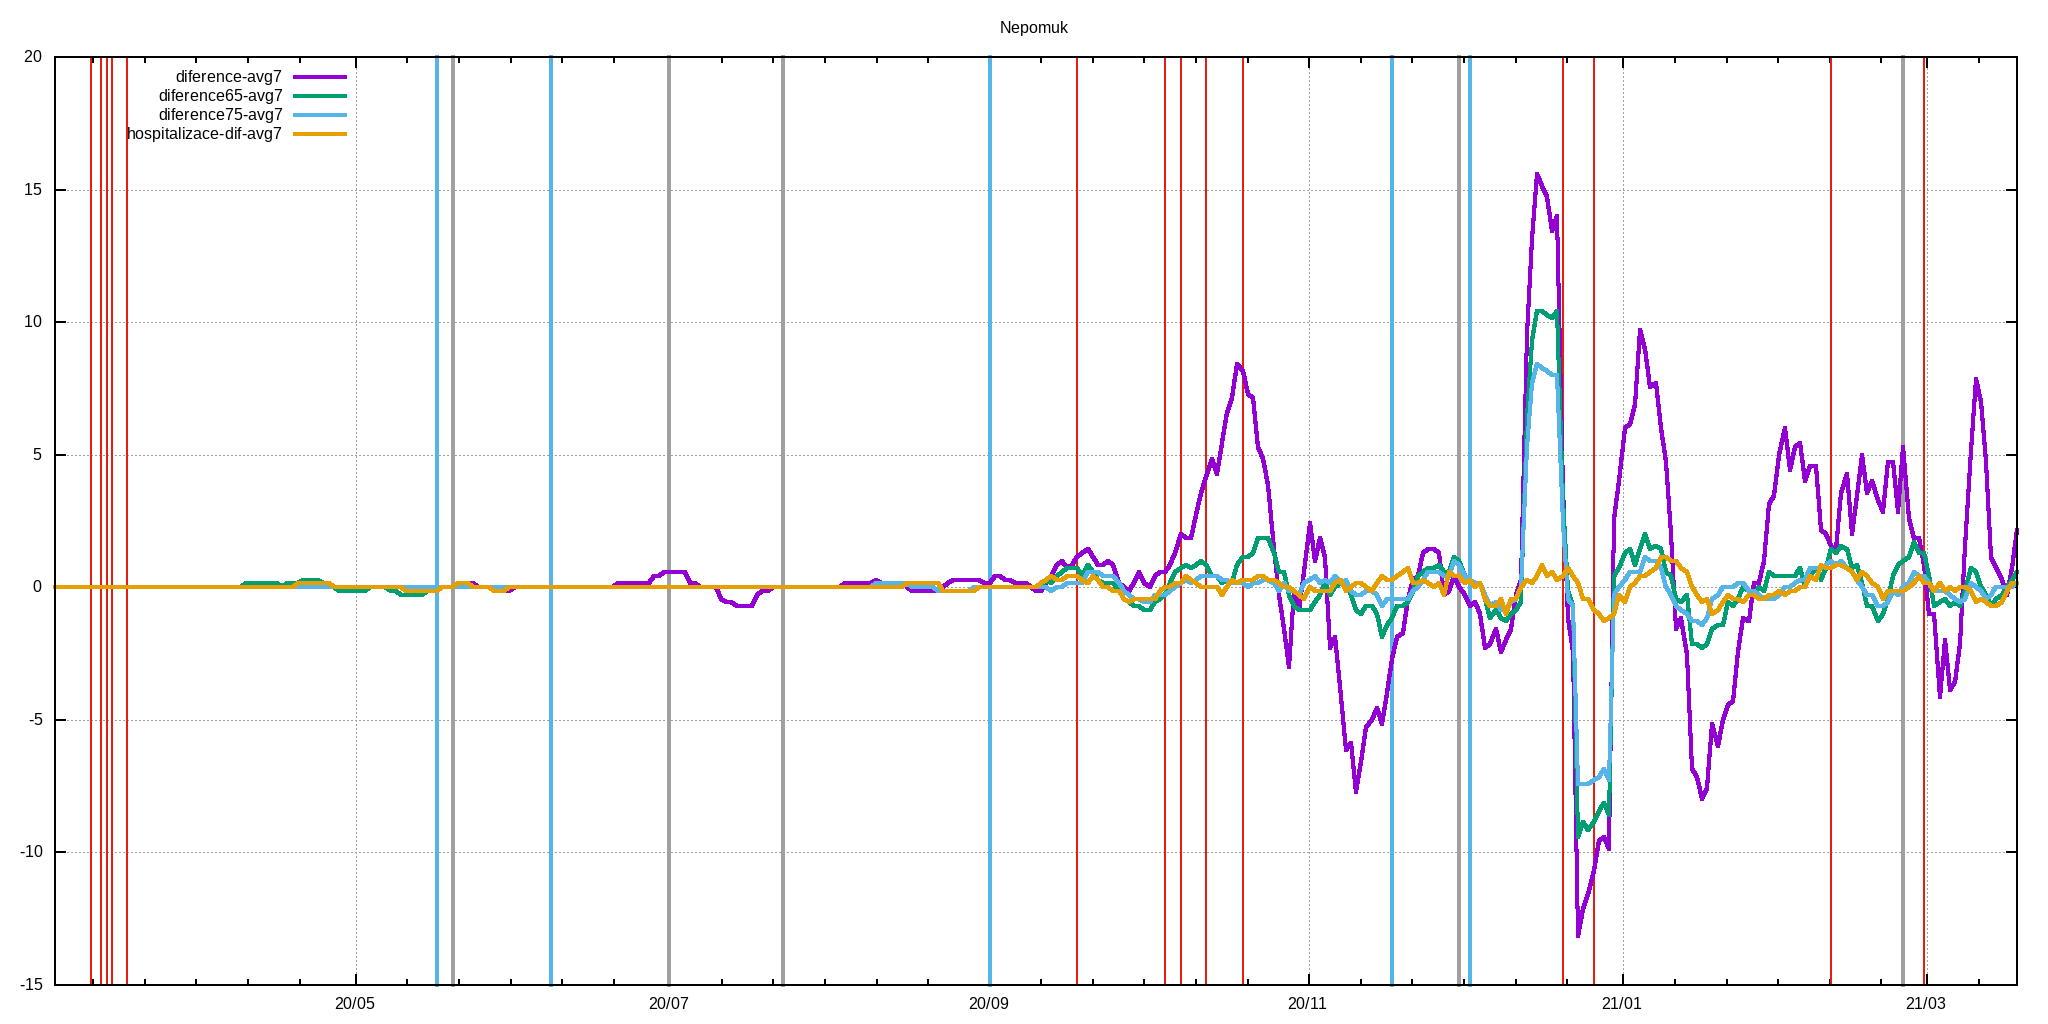 Nepomuk
20
diference-avg7
diference65-avg7
diference75-avg7
hospitalizace-dif-avg7
15
10
5
0
-5
-10
-15
20/05 20/07 20/09 20/11 21/01 21/03